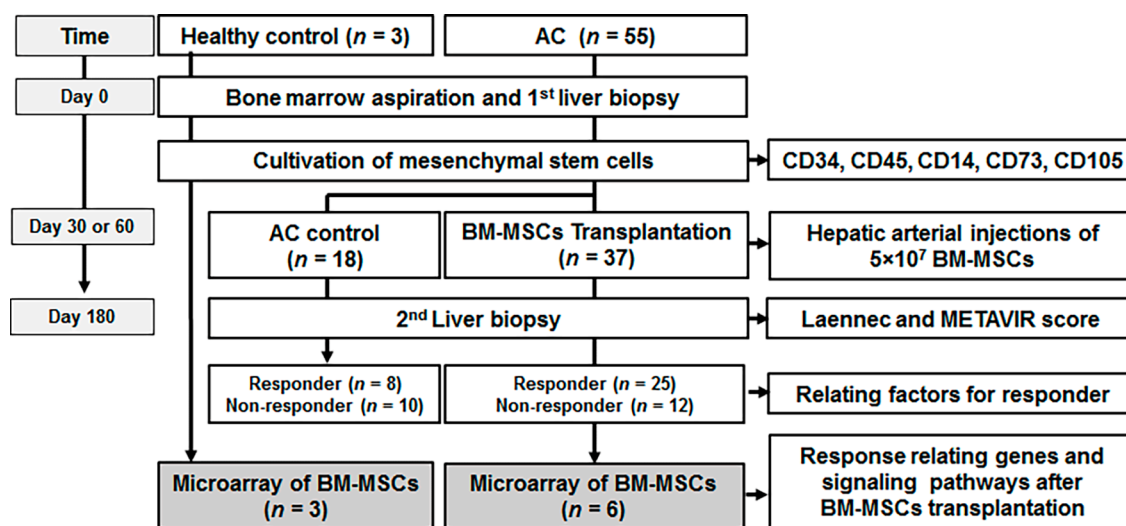 Time
Healthy control (n = 3)
AC (n = 55)
Day 0
Bone marrow aspiration and 1st liver biopsy
Cultivation of mesenchymal stem cells
CD34, CD45, CD14, CD73, CD105
Day 30 or 60
AC control
(n = 18)
BM-MSCs Transplantation
(n = 37)
Hepatic arterial injections of
5×10⁷ BM-MSCs
Day 180
2nd Liver biopsy
Laennec and METAVIR score
Responder (n = 8)
Non-responder (n = 10)
Responder (n = 25)
Non-responder (n = 12)
Relating factors for responder
Microarray of BM-MSCs
(n = 3)
Microarray of BM-MSCs
(n = 6)
Response relating genes and
signaling pathways after
BM-MSCs transplantation